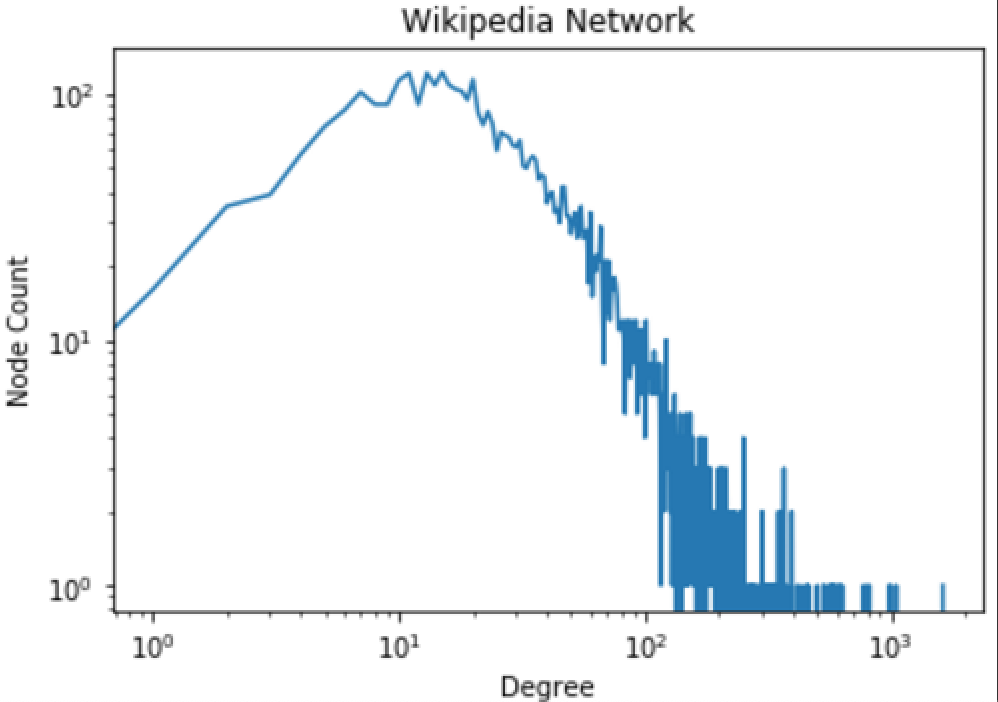 Wikipedia Network
Node Count
10²
10¹
10⁰
10⁰ 10¹ 10² 10³
Degree